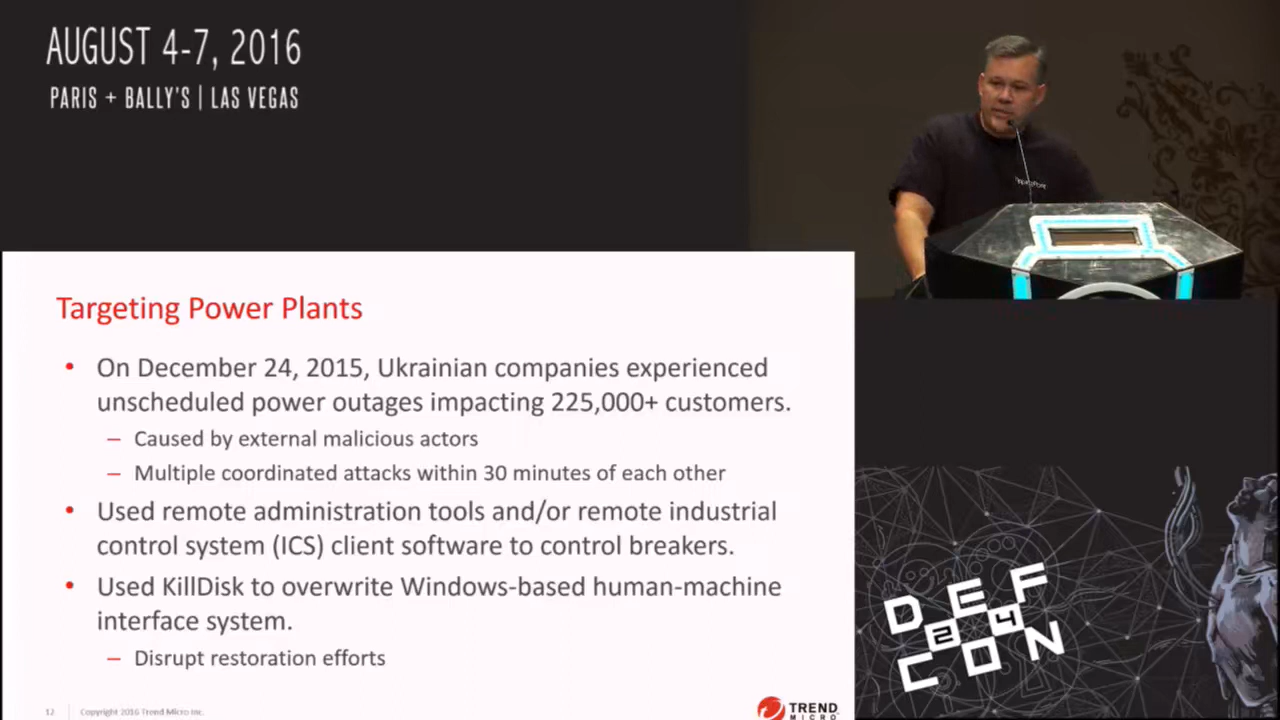 AUGUST 4-7, 2016
PARIS + BALLY'S | LAS VEGAS
Targeting Power Plants
• On December 24, 2015, Ukrainian companies experienced
unscheduled power outages impacting 225,000+ customers.
– Caused by external malicious actors
– Multiple coordinated attacks within 30 minutes of each other
• Used remote administration tools and/or remote industrial
control system (ICS) client software to control breakers.
• Used KillDisk to overwrite Windows-based human-machine
interface system.
– Disrupt restoration efforts
12 Copyright 2016 Trend Micro Inc.
TREND
MICRO
DEF
24
CON